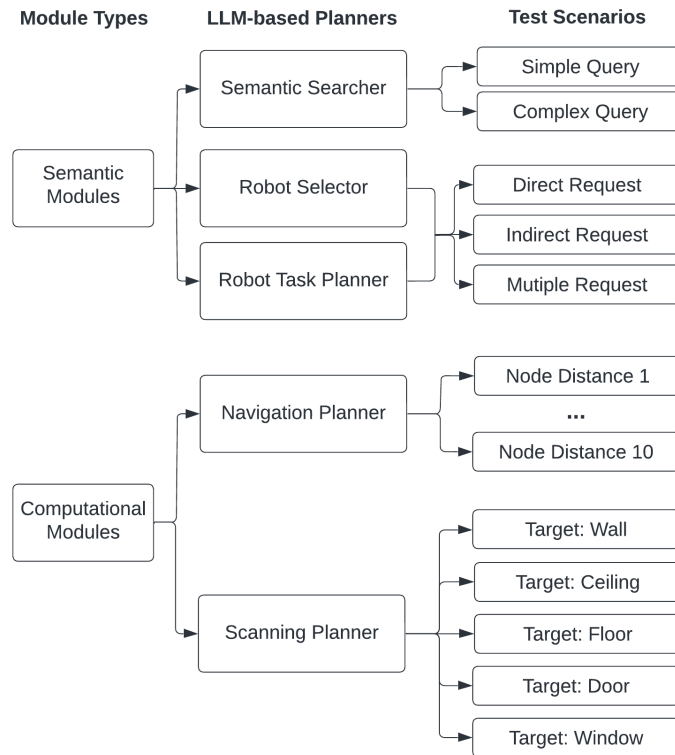 Module Types
LLM-based Planners
Test Scenarios
Semantic
Modules
Semantic Searcher
Simple Query
Complex Query
Robot Selector
Robot Task Planner
Direct Request
Indirect Request
Mutiple Request
Computational
Modules
Navigation Planner
Node Distance 1
...
Node Distance 10
Scanning Planner
Target: Wall
Target: Ceiling
Target: Floor
Target: Door
Target: Window